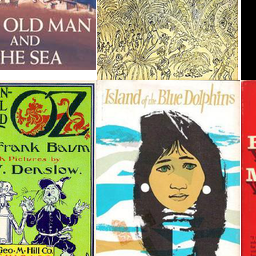 OLD MAN
AND
HE SEA
OZ
Frank Baum
h Pictures by
W. Denslow.
Geo·M·Hill Co.
Island of the Blue Dolphins